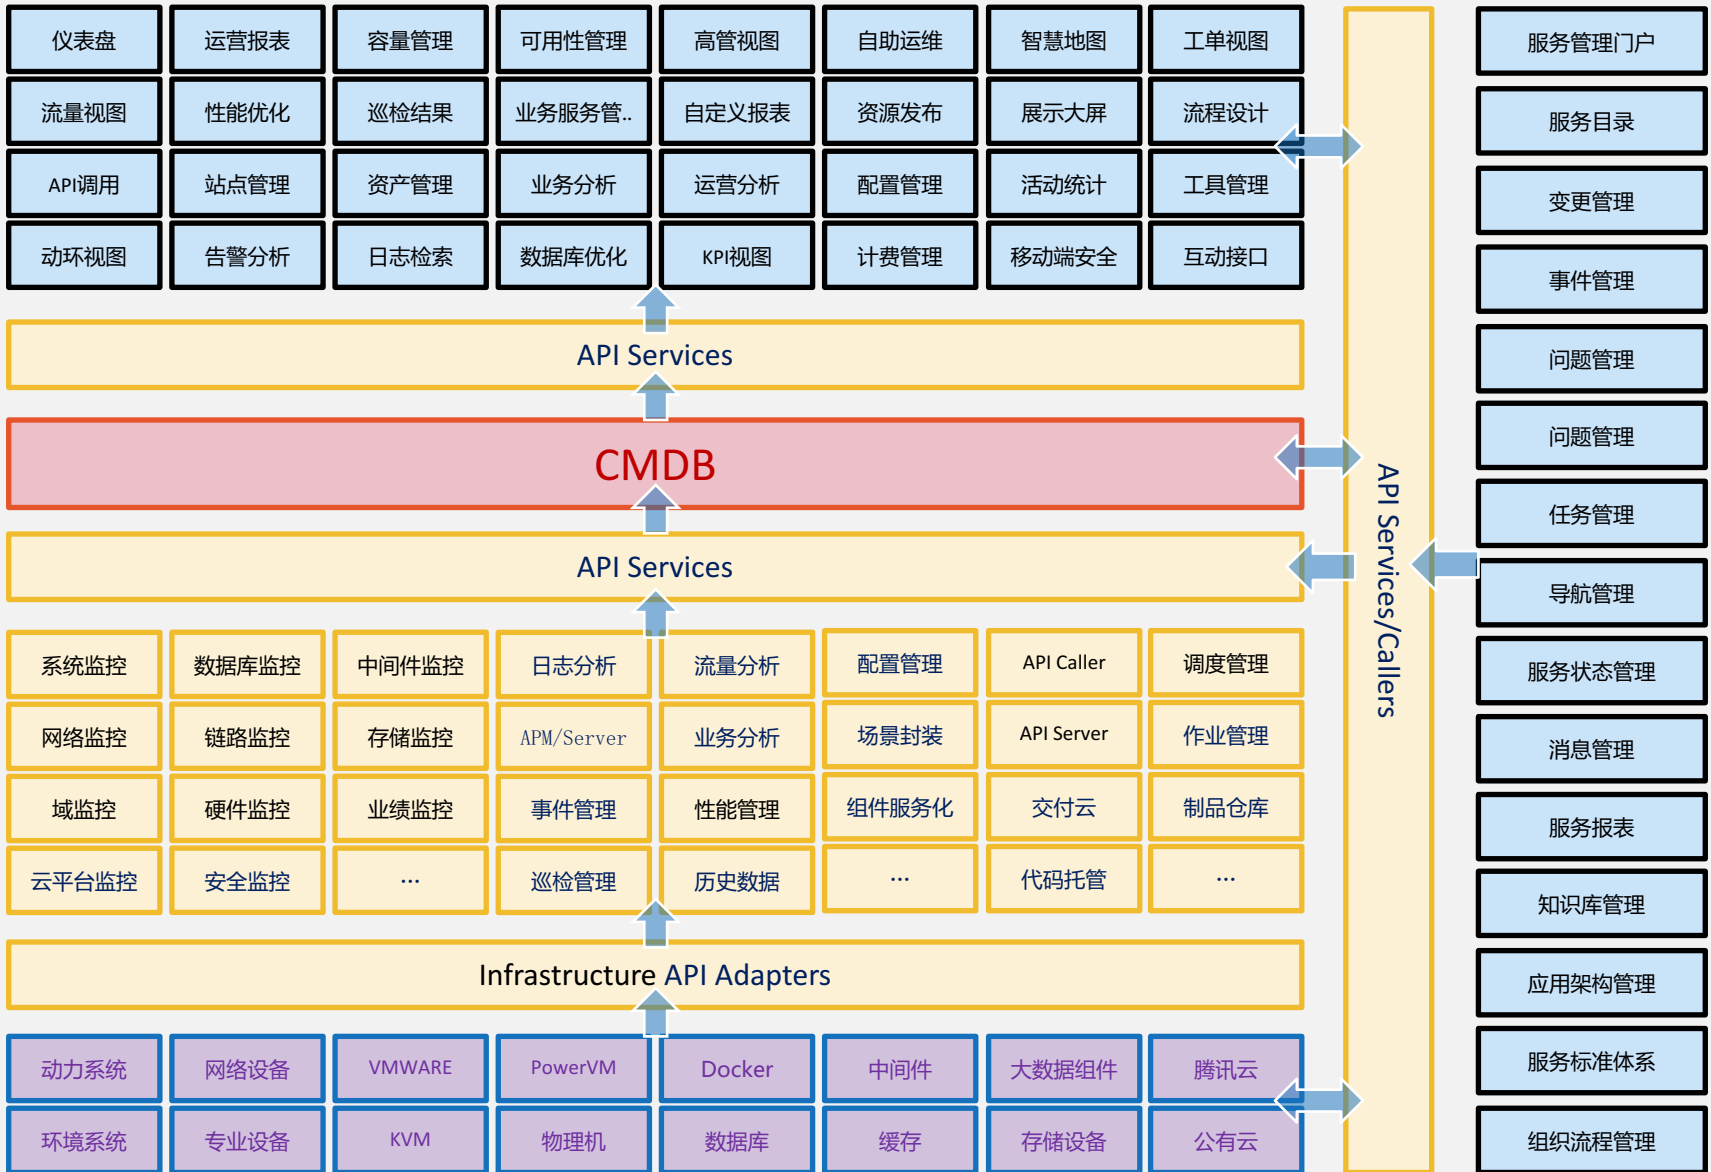 仪表盘 运营报表 容量管理 可用性管理 高管视图 自助运维 智慧地图 工单视图
流量视图 性能优化 巡检结果 业务服务管.. 自定义报表 资源发布 展示大屏 流程设计
API调用 站点管理 资产管理 业务分析 运营分析 配置管理 活动统计 工具管理
动环视图 告警分析 日志检索 数据库优化 KPI视图 计费管理 移动端安全 互动接口
API Services
CMDB
API Services
系统监控 数据库监控 中间件监控 日志分析 流量分析 配置管理 API Caller 调度管理
网络监控 链路监控 存储监控 APM/Server 业务分析 场景封装 API Server 作业管理
域监控 硬件监控 业绩监控 事件管理 性能管理 组件服务化 交付云 制品仓库
云平台监控 安全监控 … 巡检管理 历史数据 … 代码托管 …
Infrastructure API Adapters
动力系统 网络设备 VMWARE PowerVM Docker 中间件 大数据组件 腾讯云
环境系统 专业设备 KVM 物理机 数据库 缓存 存储设备 公有云
API Services/Callers
服务管理门户
服务目录
变更管理
事件管理
问题管理
问题管理
任务管理
导航管理
服务状态管理
消息管理
服务报表
知识库管理
应用架构管理
服务标准体系
组织流程管理